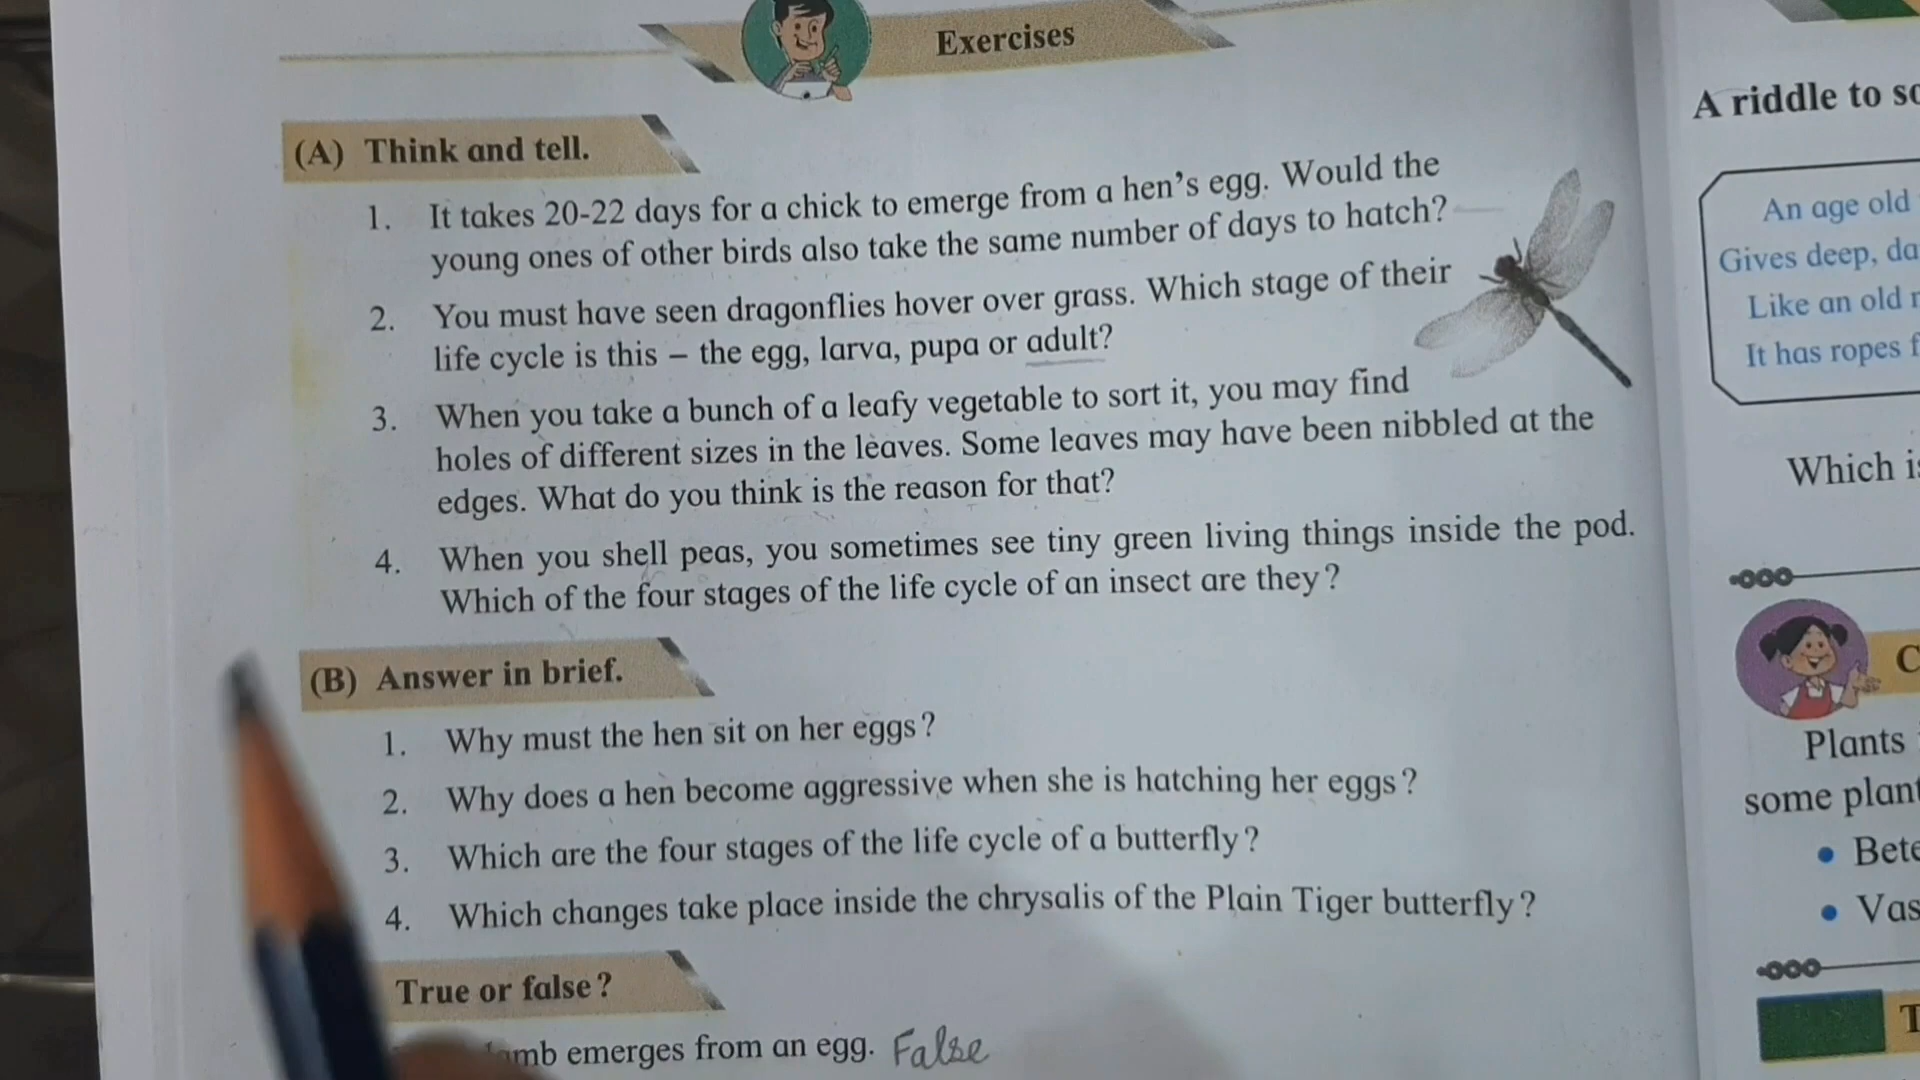 Exercises
(A) Think and tell.
1. It takes 20-22 days for a chick to emerge from a hen's egg. Would the
young ones of other birds also take the same number of days to hatch?
2. You must have seen dragonflies hover over grass. Which stage of their
life cycle is this – the egg, larva, pupa or adult?
3. When you take a bunch of a leafy vegetable to sort it, you may find
holes of different sizes in the leaves. Some leaves may have been nibbled at the
edges. What do you think is the reason for that?
4. When you shell peas, you sometimes see tiny green living things inside the pod.
Which of the four stages of the life cycle of an insect are they?
(B) Answer in brief.
1. Why must the hen sit on her eggs?
2. Why does a hen become aggressive when she is hatching her eggs?
3. Which are the four stages of the life cycle of a butterfly?
4. Which changes take place inside the chrysalis of the Plain Tiger butterfly?
True or false?
emerges from an egg. False
A riddle to
An age old
Gives deep,
Like an old
It has ropes
Which
Plants
some